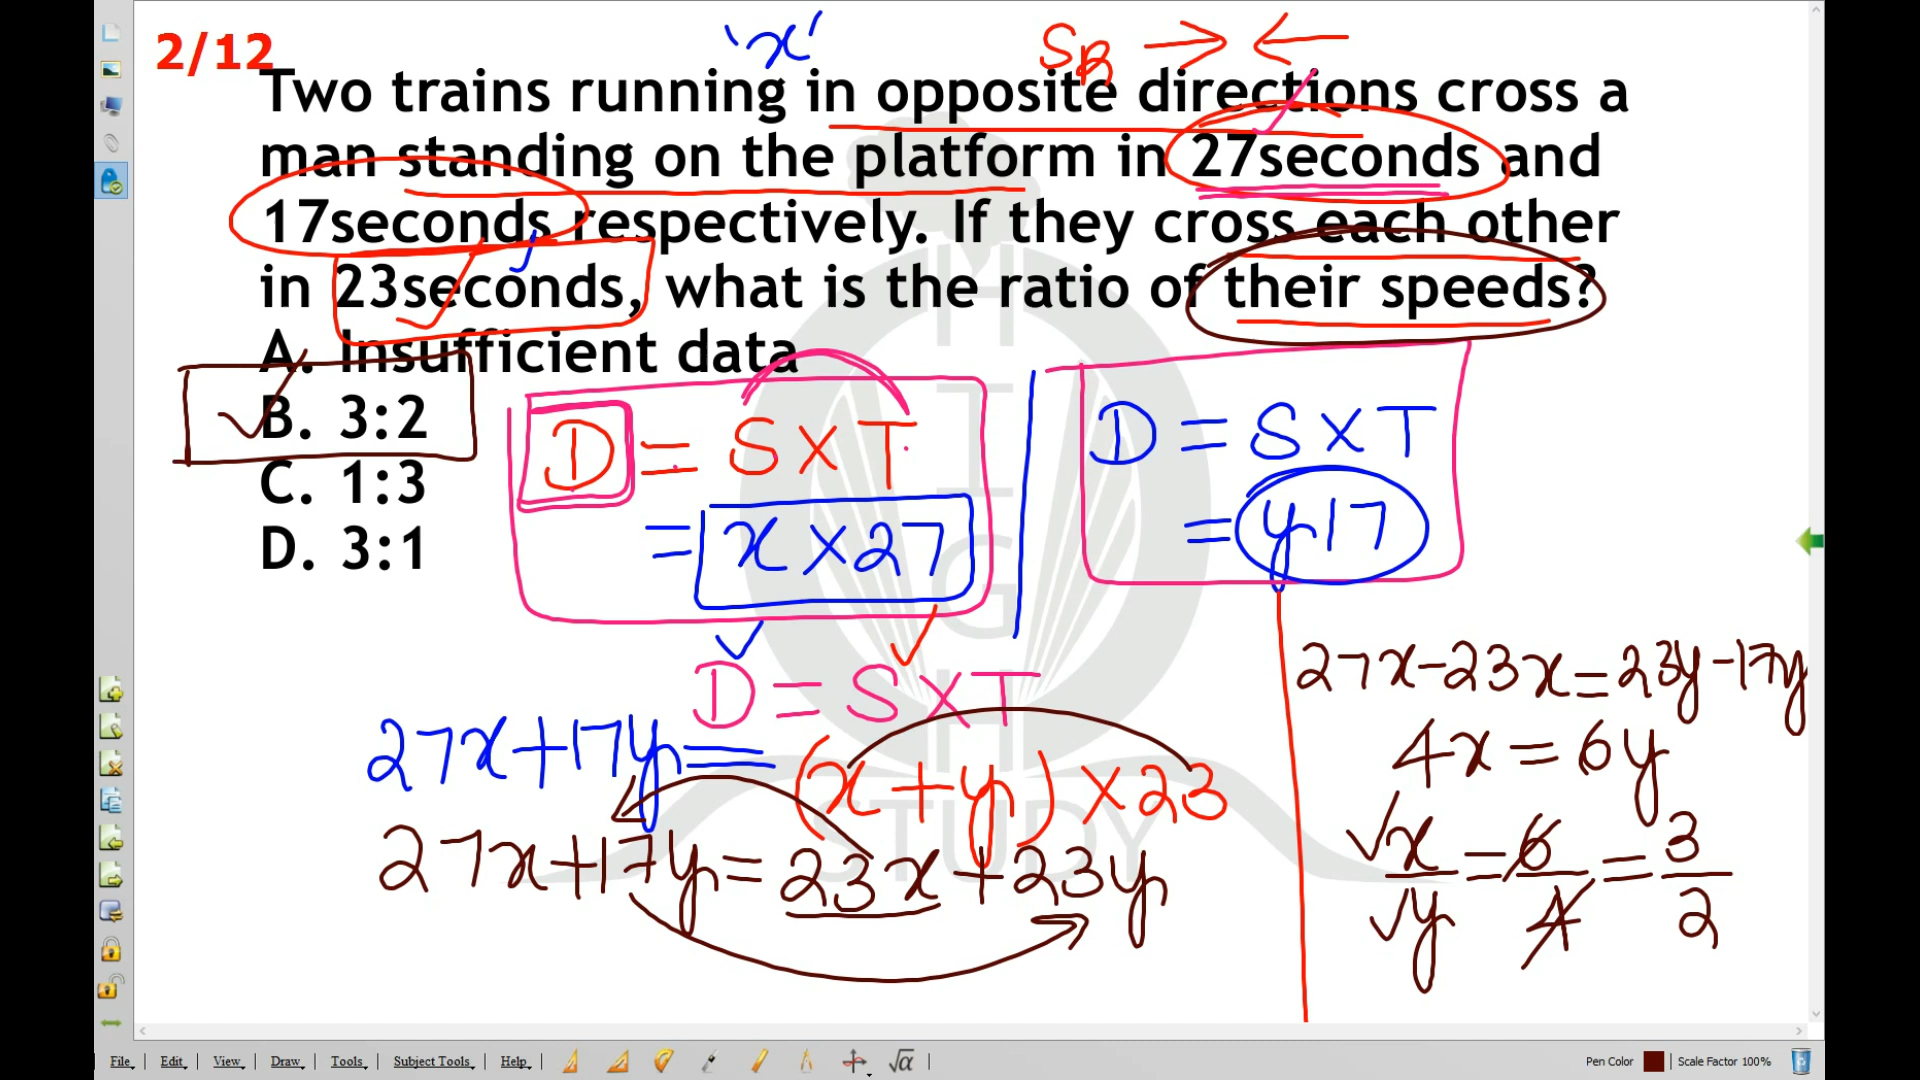 2/12
'x'
SR
Two trains running in opposite directions cross a
man standing on the platform in 27seconds and
17seconds respectively. If they cross each other
in 23seconds, what is the ratio of their speeds?
A. Insufficient data
B. 3:2
C. 1:3
D. 3:1
D = S X T
= x X 27
D = S X T
= y17
D = S X T
27x+17y = (x+y) X 23
27x+17y = 23x+23y
27x-23x=23y-17y
4x = 6y
x/y = 6/4 = 3/2
HIGH
STUDY
File Edit View Draw Tools Subject Tools Help
√α
Pen Color
Scale Factor 100%